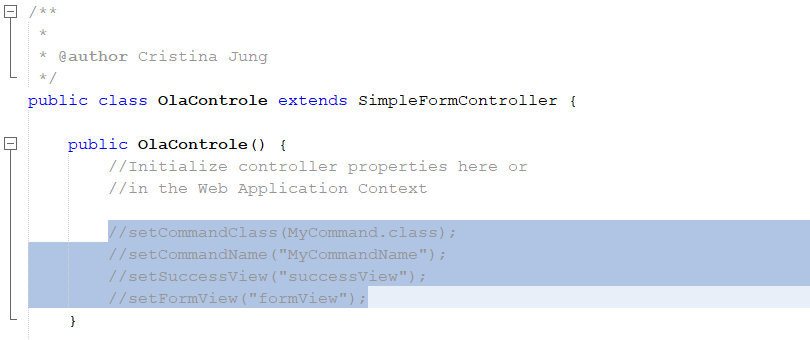 /**
 *
 * @author Cristina Jung
 */
public class OlaControle extends SimpleFormController {
public OlaControle() {
//Initialize controller properties here or
//in the Web Application Context
//setCommandClass(MyCommand.class);
//setCommandName("MyCommandName");
//setSuccessView("successView");
//setFormView("formView");
}